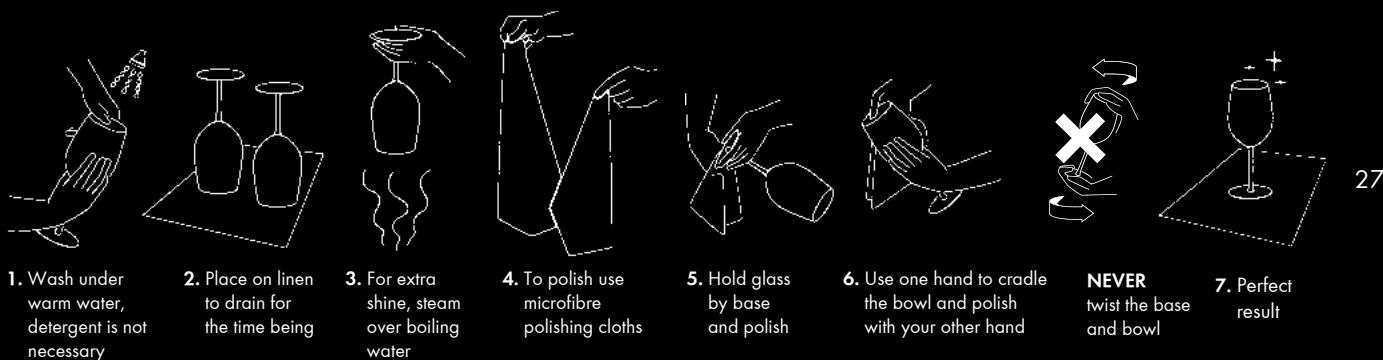 27
1. Wash under
warm water,
detergent is not
necessary
2. Place on linen
to drain for
the time being
3. For extra
shine, steam
over boiling
water
4. To polish use
microfibre
polishing cloths
5. Hold glass
by base
and polish
6. Use one hand to cradle
the bowl and polish
with your other hand
NEVER
twist the base
and bowl
7. Perfect
result